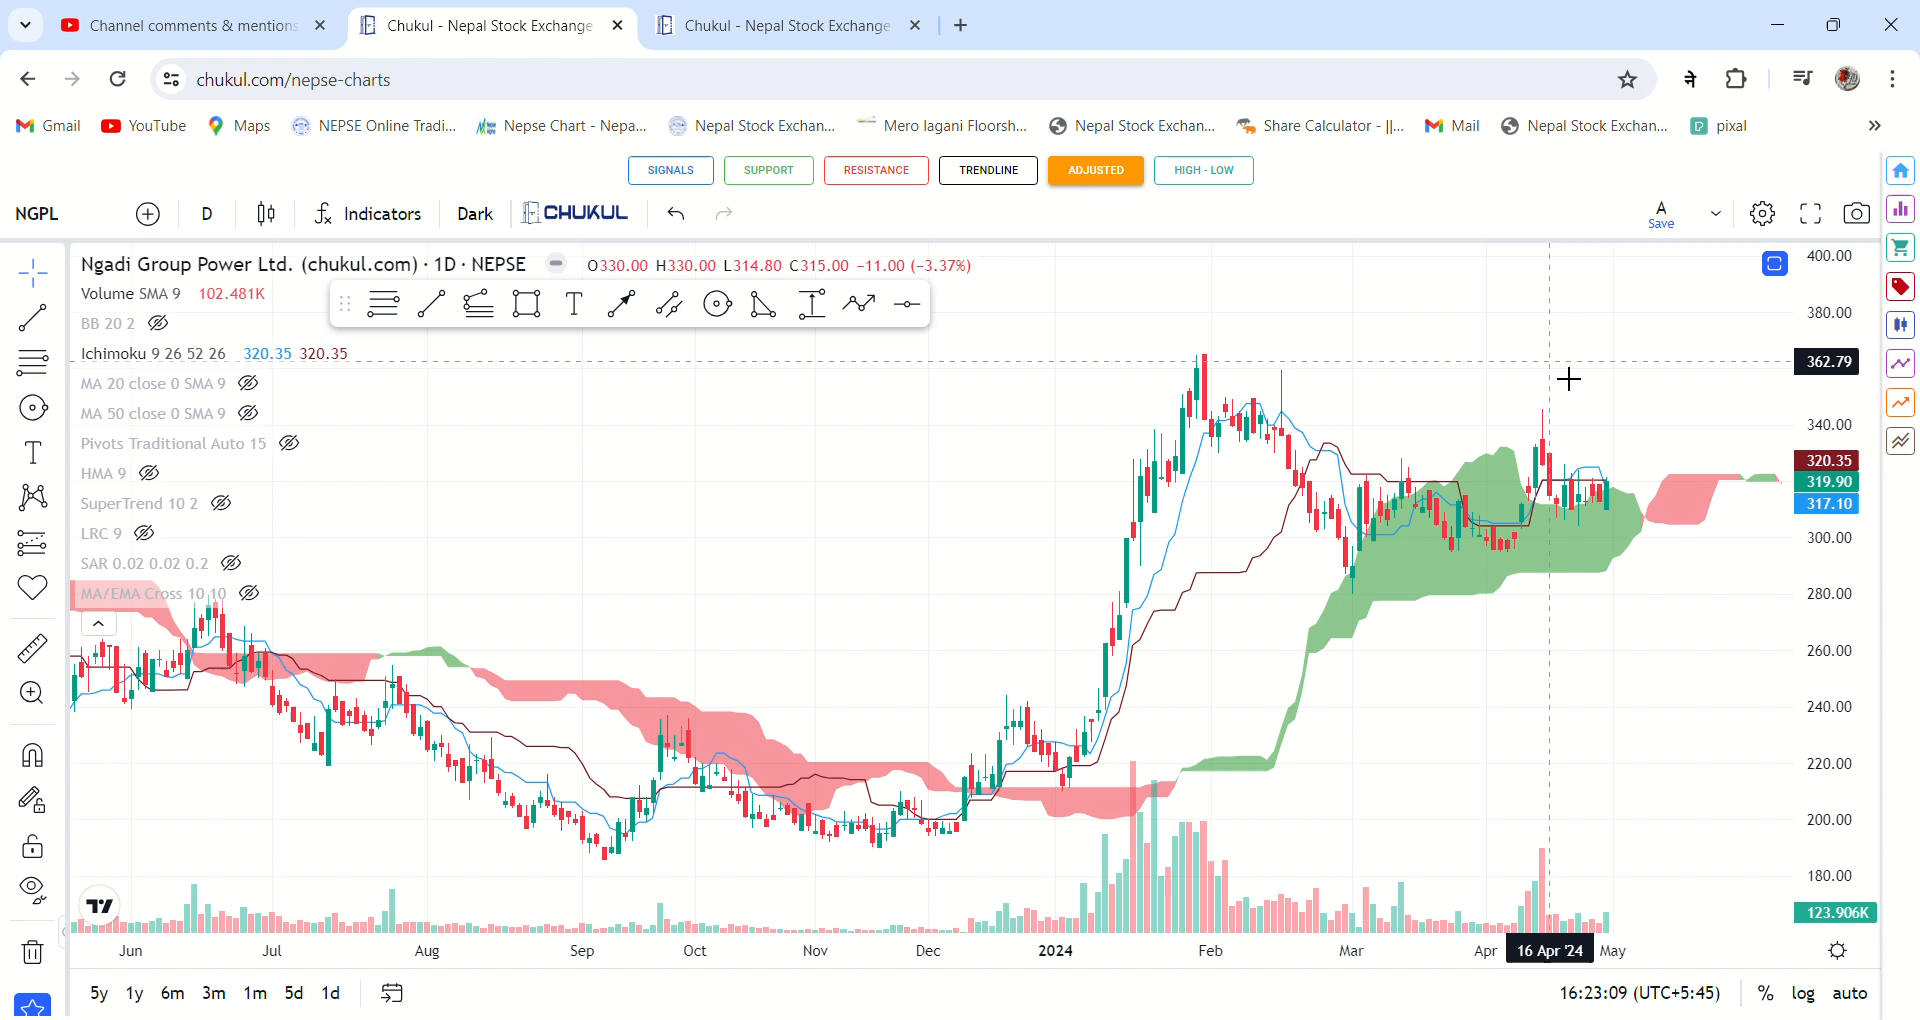 Channel comments & mentions
Chukul - Nepal Stock Exchange
Chukul - Nepal Stock Exchange
chukul.com/nepse-charts
ने
Gmail
YouTube
Maps
NEPSE Online Tradi...
Nepse Chart - Nepa...
Nepal Stock Exchan...
Mero lagani Floorsh...
Nepal Stock Exchan...
Share Calculator - ||...
Mail
Nepal Stock Exchan...
pixal
SIGNALS
SUPPORT
RESISTANCE
TRENDLINE
ADJUSTED
HIGH - LOW
NGPL
D
Indicators
Dark
CHUKUL
A
Save
Ngadi Group Power Ltd. (chukul.com) · 1D · NEPSE
O330.00 H330.00 L314.80 C315.00 -11.00 (-3.37%)
Volume SMA 9 102.481K
BB 20 2
Ichimoku 9 26 52 26 320.35 320.35
MA 20 close 0 SMA 9
MA 50 close 0 SMA 9
Pivots Traditional Auto 15
HMA 9
SuperTrend 10 2
LRC 9
SAR 0.02 0.02 0.2
MA/EMA Cross 10 10
400.00
380.00
362.79
340.00
320.35
319.90
317.10
300.00
280.00
260.00
240.00
220.00
200.00
180.00
123.906K
Jun
Jul
Aug
Sep
Oct
Nov
Dec
2024
Feb
Mar
Apr
16 Apr '24
May
5y
1y
6m
3m
1m
5d
1d
16:23:09 (UTC+5:45)
%
log
auto